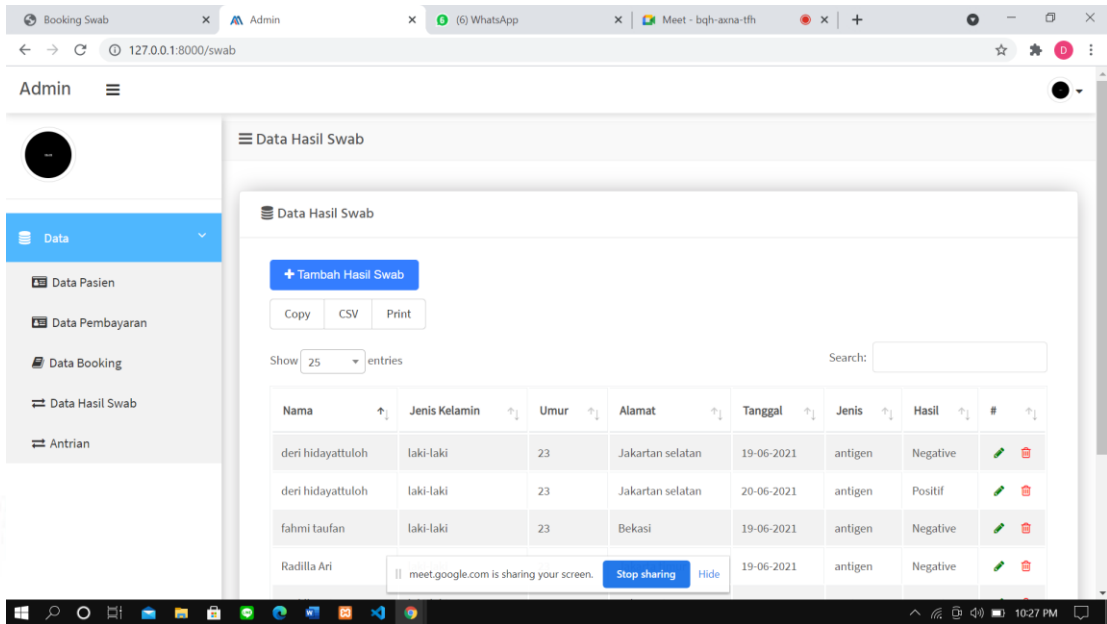 Booking Swab
Admin
(6) WhatsApp
Meet - bqh-axna-tfh
127.0.0.1:8000/swab
D
Admin
Data Hasil Swab
Data Hasil Swab
Data
Data Pasien
Data Pembayaran
Data Booking
Data Hasil Swab
Antrian
+ Tambah Hasil Swab
Copy CSV Print
Show 25 entries Search:
Nama Jenis Kelamin Umur Alamat Tanggal Jenis Hasil #
deri hidayattuloh laki-laki 23 Jakartan selatan 19-06-2021 antigen Negative
deri hidayattuloh laki-laki 23 Jakartan selatan 20-06-2021 antigen Positif
fahmi taufan laki-laki 23 Bekasi 19-06-2021 antigen Negative
Radilla Ari 19-06-2021 antigen Negative
meet.google.com is sharing your screen. Stop sharing Hide
10:27 PM